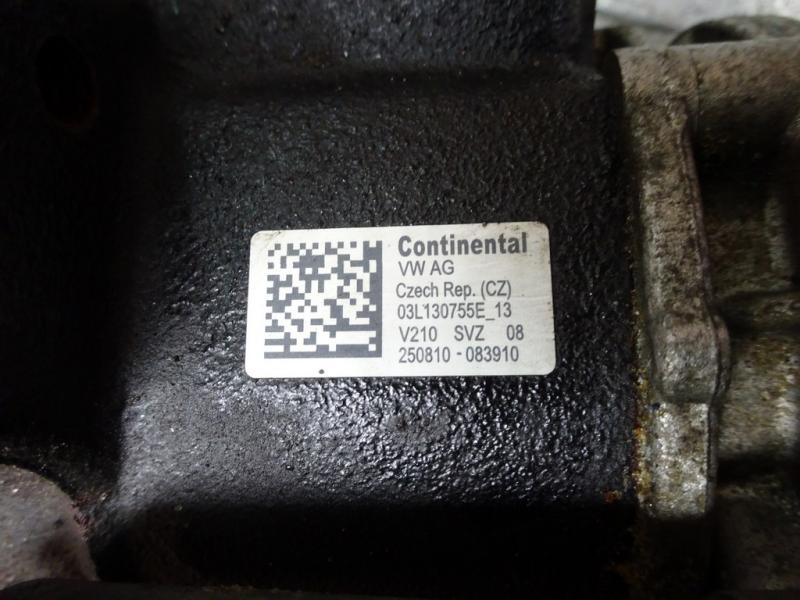 Continental
VW AG
Czech Rep. (CZ)
03L130755E_13
V210 SVZ 08
250810 - 083910